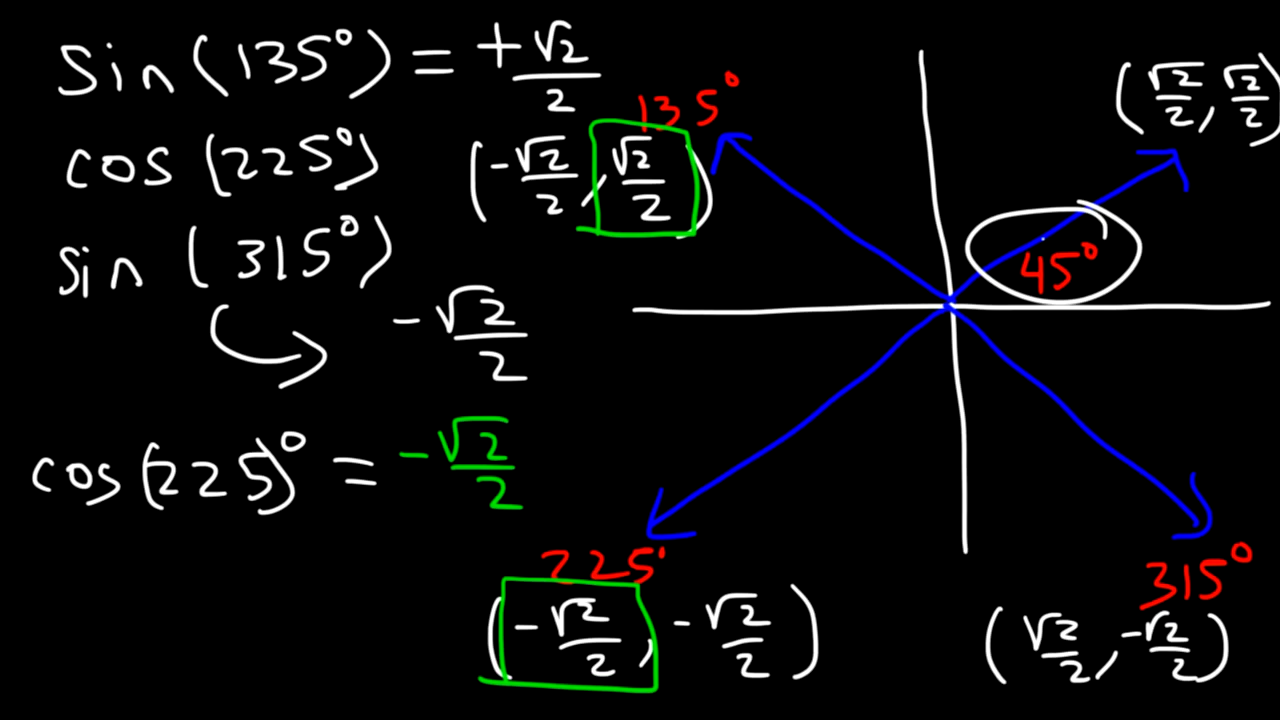 sin(135°) = +√2/2
cos(225°)
sin(315°)
-√2/2
cos(225)° = -√2/2
135°
(-√2/2, √2/2)
(√2/2, √2/2)
45°
225°
(-√2/2, -√2/2)
315°
(√2/2, -√2/2)